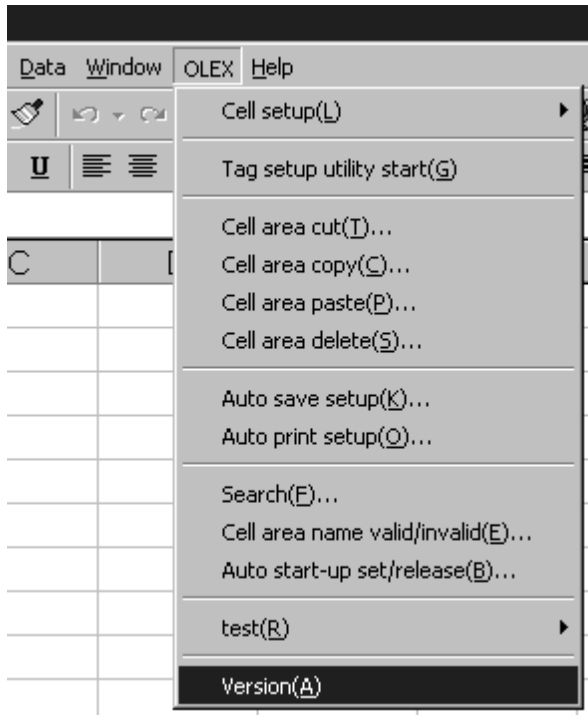 Data Window OLEX Help
Cell setup(L)
U
Tag setup utility start(G)
Cell area cut(T)...
C
Cell area copy(C)...
Cell area paste(P)...
Cell area delete(S)...
Auto save setup(K)...
Auto print setup(O)...
Search(F)...
Cell area name valid/invalid(E)...
Auto start-up set/release(B)...
test(R)
Version(A)